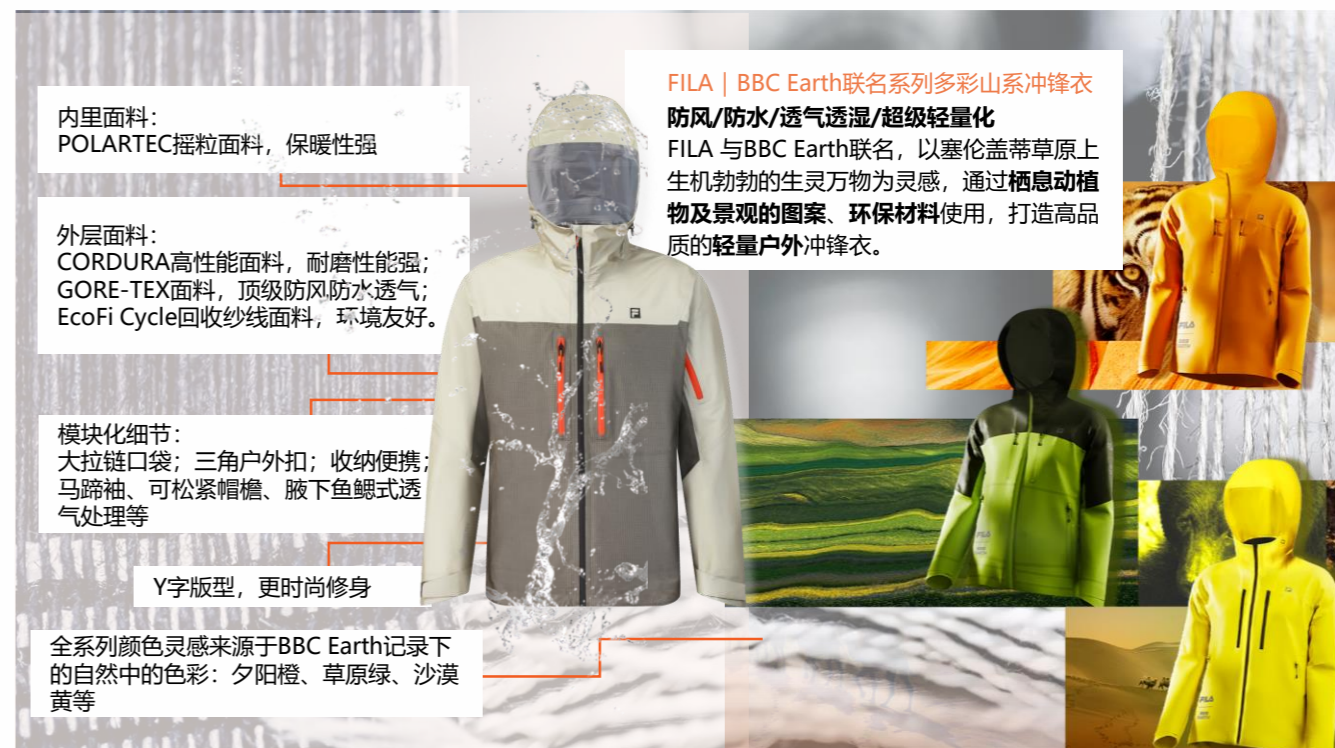 内里面料：
POLARTEC摇粒面料，保暖性强
外层面料：
CORDURA高性能面料，耐磨性能强；
GORE-TEX面料，顶级防风防水透气；
EcoFi Cycle回收纱线面料，环境友好。
模块化细节：
大拉链口袋；三角户外扣；收纳便携；
马蹄袖、可松紧帽檐、腋下鱼鳃式透
气处理等
Y字版型，更时尚修身
全系列颜色灵感来源于BBC Earth记录下
的自然中的色彩：夕阳橙、草原绿、沙漠
黄等
FILA｜BBC Earth联名系列多彩山系冲锋衣
防风/防水/透气透湿/超级轻量化
FILA 与BBC Earth联名，以塞伦盖蒂草原上
生机勃勃的生灵万物为灵感，通过栖息动植
物及景观的图案、环保材料使用，打造高品
质的轻量户外冲锋衣。
FILA
FILA
FILA